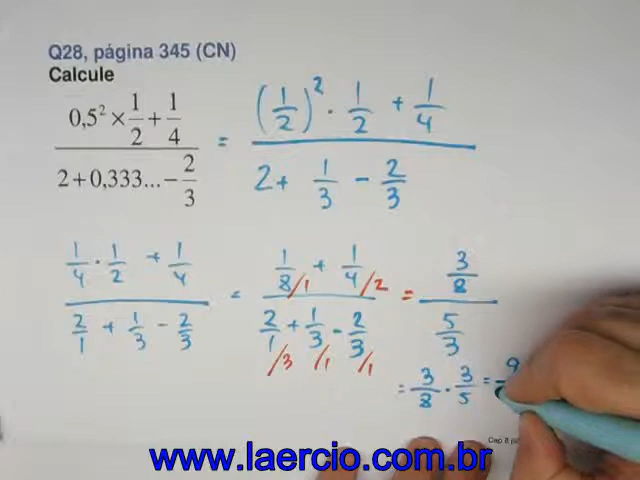 Q28, página 345 (CN)
Calcule
0,5² × 1/2 + 1/4 = (1/2)² · 1/2 + 1/4
2 + 0,333... − 2/3 2 + 1/3 − 2/3
1/4 · 1/2 + 1/4 = 1/8 /1 + 1/4 /2 = 3/8
2/1 + 1/3 − 2/3 2/1 /3 + 1/3 /1 − 2/3 /1 5/3
= 3/8 · 3/5 = 9
Cap 8
www.laercio.com.br